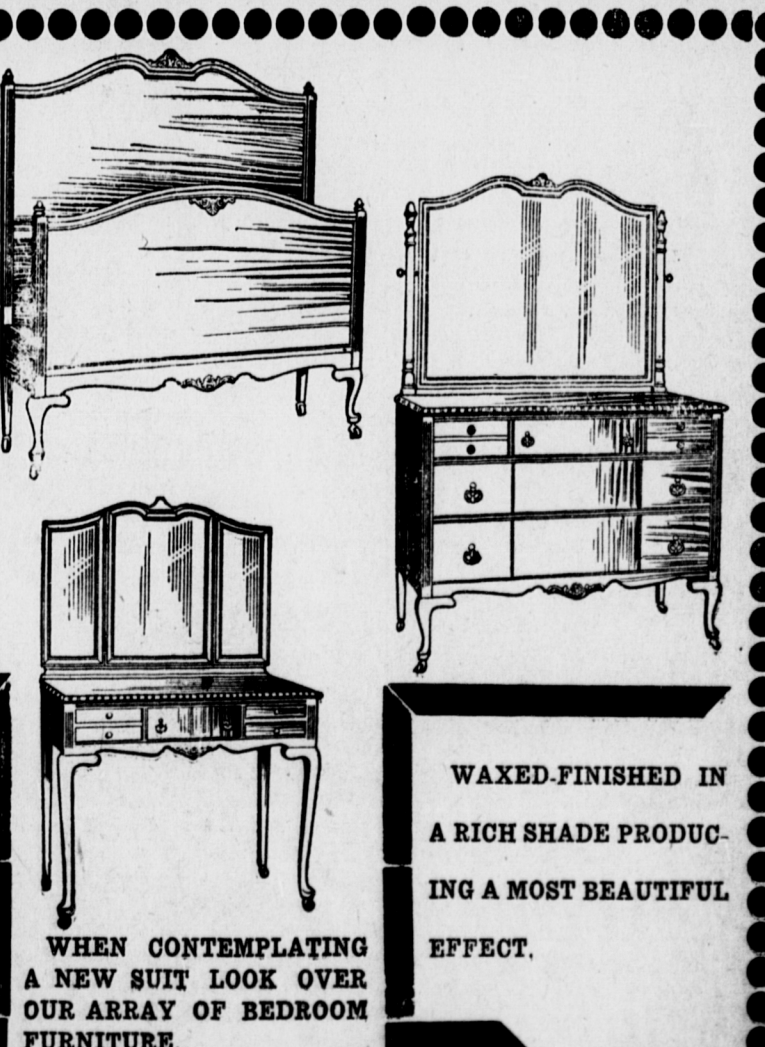 WHEN CONTEMPLATING
A NEW SUIT LOOK OVER
OUR ARRAY OF BEDROOM
FURNITURE
WAXED-FINISHED IN
A RICH SHADE PRODUC-
ING A MOST BEAUTIFUL
EFFECT.